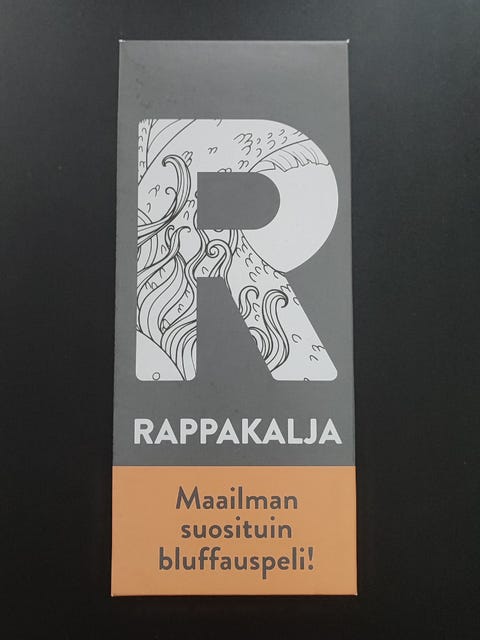 R
RAPPAKALJA
Maailman
suosituin
bluffauspeli!